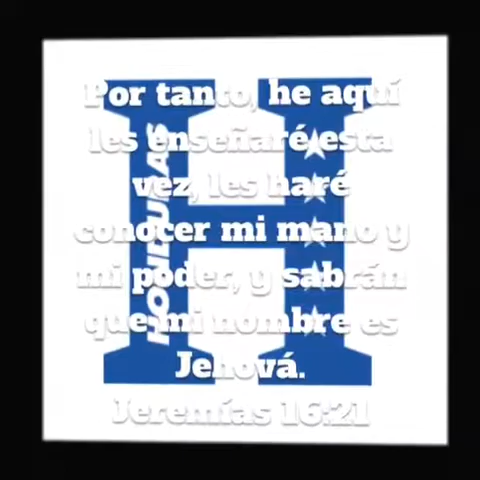 Por tanto, he aquí
les enseñaré esta
vez, les haré
conocer mi mano y
mi poder, y sabrán
que mi nombre es
Jehová.
Jeremías 16:21
HONDURAS